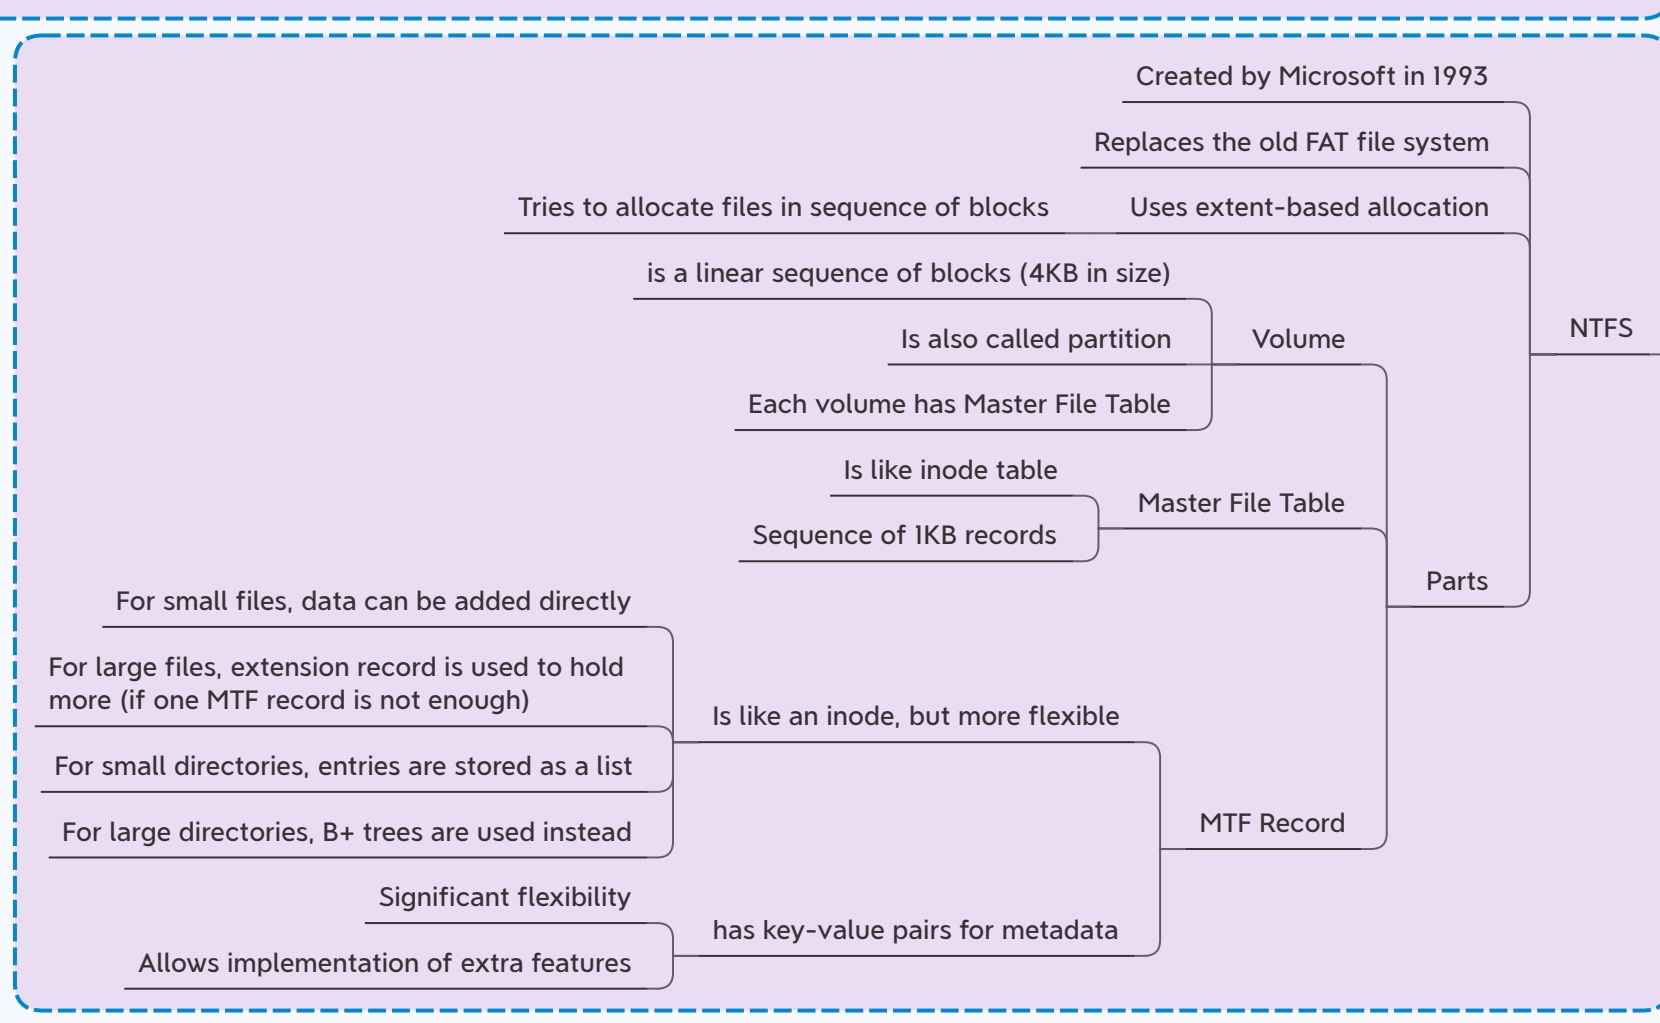 Created by Microsoft in 1993
Replaces the old FAT file system
Tries to allocate files in sequence of blocks
Uses extent-based allocation
is a linear sequence of blocks (4KB in size)
Is also called partition
Volume
NTFS
Each volume has Master File Table
Is like inode table
Master File Table
Sequence of 1KB records
Parts
For small files, data can be added directly
For large files, extension record is used to hold
more (if one MTF record is not enough)
Is like an inode, but more flexible
For small directories, entries are stored as a list
For large directories, B+ trees are used instead
MTF Record
Significant flexibility
has key-value pairs for metadata
Allows implementation of extra features